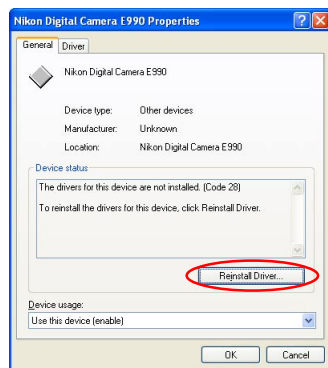 Nikon Digital Camera E990 Properties
General Driver
Nikon Digital Camera E990
Device type: Other devices
Manufacturer: Unknown
Location: Nikon Digital Camera E990
Device status
The drivers for this device are not installed. (Code 28)
To reinstall the drivers for this device, click Reinstall Driver.
Reinstall Driver...
Device usage:
Use this device (enable)
OK Cancel